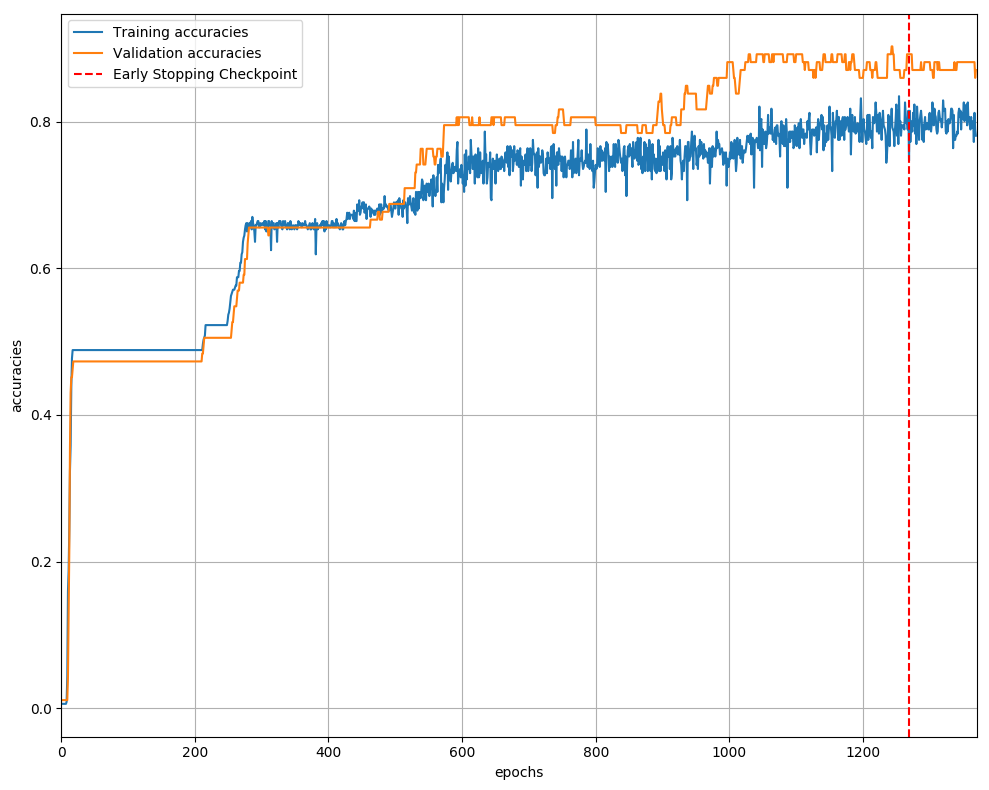 Training accuracies
Validation accuracies
Early Stopping Checkpoint
0.8
0.6
0.4
0.2
0.0
accuracies
0 200 400 600 800 1000 1200
epochs